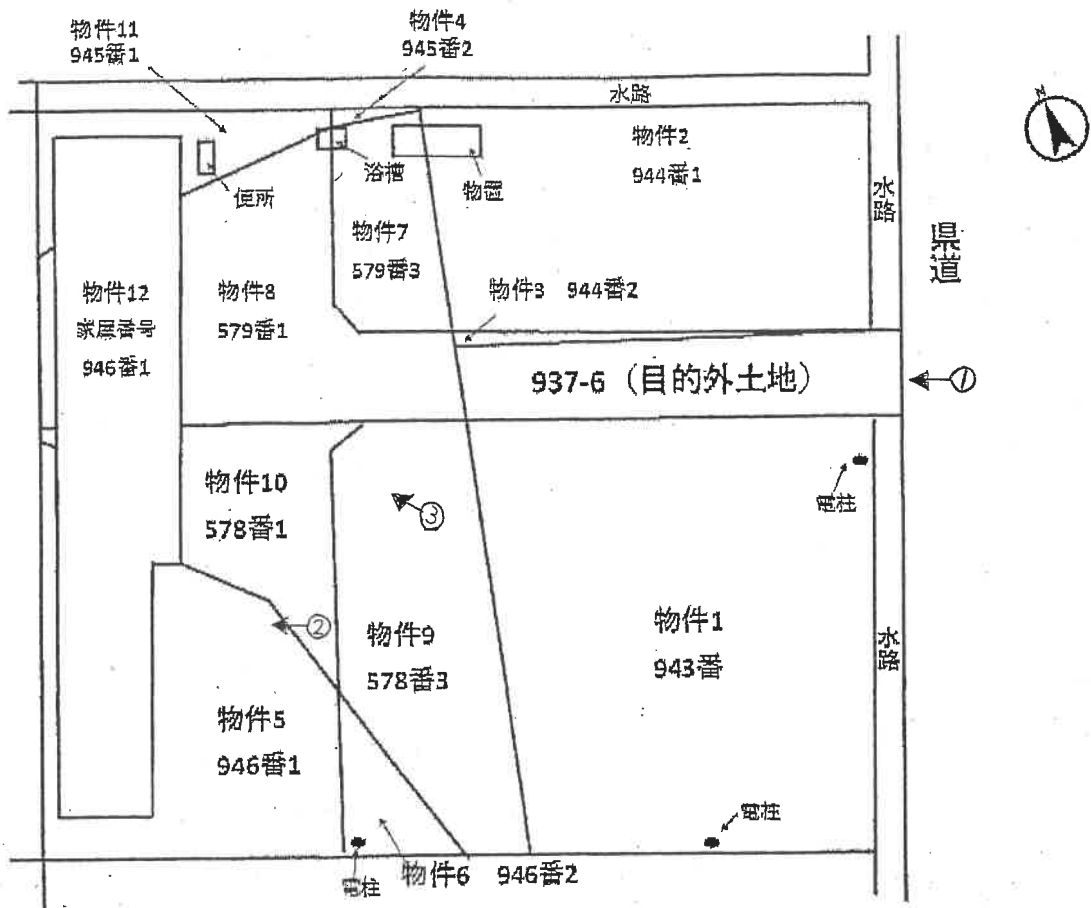 物件11
945番1
物件4
945番2
水路
N
物件2
944番1
浴槽
物置
便所
水路
県道
物件7
579番3
物件3 944番2
物件12
家屋番号
946番1
物件8
579番1
937-6（目的外土地）
①
物件10
578番1
③
電柱
②
物件9
578番3
物件1
943番
水路
物件5
946番1
電柱
電柱
物件6 946番2